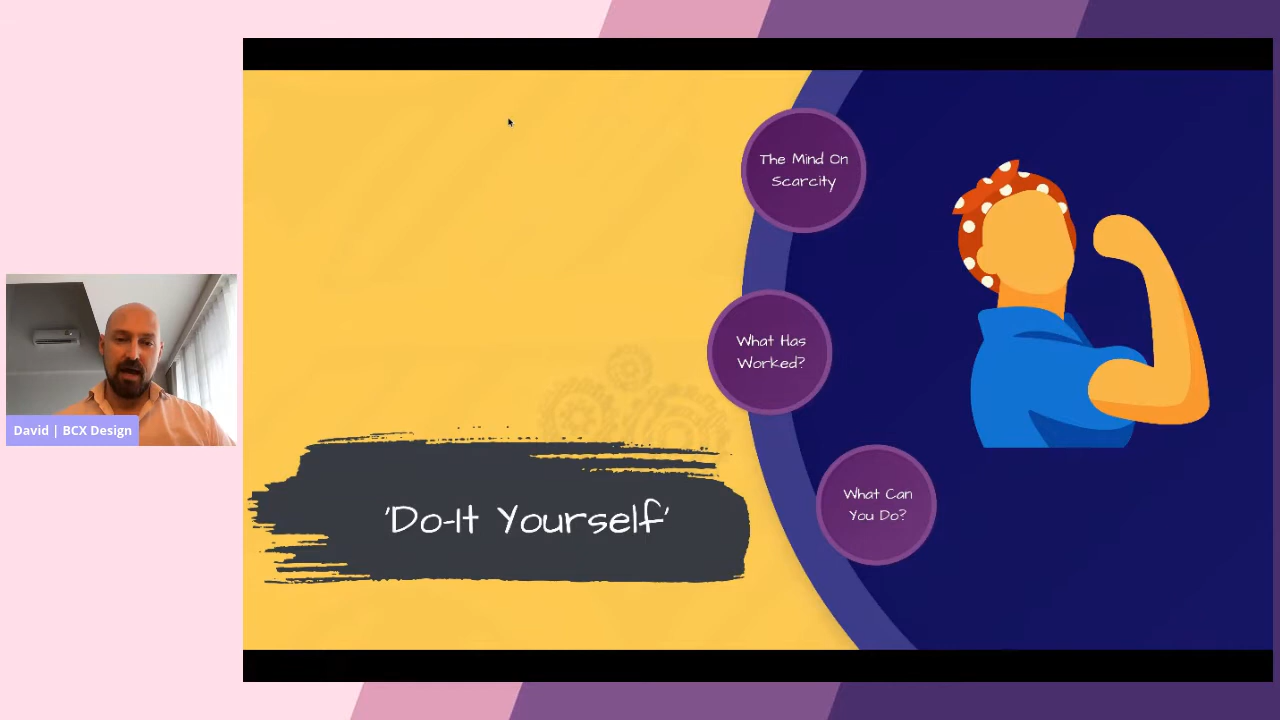 The Mind On
Scarcity
What Has
Worked?
David | BCX Design
What Can
You Do?
'Do-It Yourself'